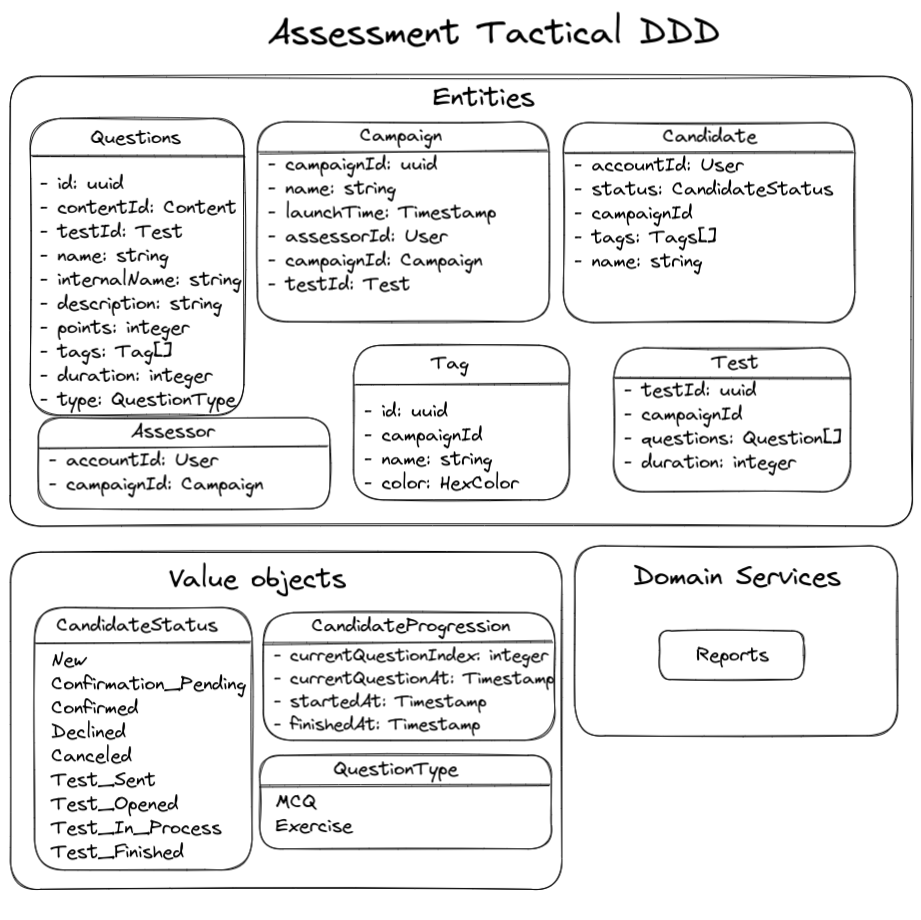 Assessment Tactical DDD
Entities
Questions
- id: uuid
- contentId: Content
- testId: Test
- name: string
- internalName: string
- description: string
- points: integer
- tags: Tag[]
- duration: integer
- type: QuestionType
Campaign
- campaignId: uuid
- name: string
- launchTime: Timestamp
- assessorId: User
- campaignId: Campaign
- testId: Test
Candidate
- accountId: User
- status: CandidateStatus
- campaignId
- tags: Tags[]
- name: string
Assessor
- accountId: User
- campaignId: Campaign
Tag
- id: uuid
- campaignId
- name: string
- color: HexColor
Test
- testId: uuid
- campaignId
- questions: Question[]
- duration: integer
Value objects
CandidateStatus
New
Confirmation_Pending
Confirmed
Declined
Canceled
Test_Sent
Test_Opened
Test_In_Process
Test_Finished
CandidateProgression
- currentQuestionIndex: integer
- currentQuestionAt: Timestamp
- startedAt: Timestamp
- finishedAt: Timestamp
QuestionType
MCQ
Exercise
Domain Services
Reports